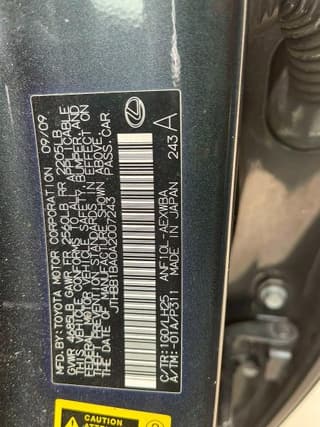 MFD. BY: TOYOTA MOTOR CORPORATION 09/09
GVWR 4585LB GAWR FR 2560LB RR 2205LB
THIS VEHICLE CONFORMS TO ALL APPLICABLE
FEDERAL MOTOR VEHICLE SAFETY, BUMPER, AND
THEFT PREVENTION STANDARDS IN EFFECT ON
THE DATE OF MANUFACTURE SHOWN ABOVE.
PASS. CAR
C/TR: 1G0/LH25
ANF10L-AEXWBA
A/TM: -01A/P311
MADE IN JAPAN
243 A
CAUTION